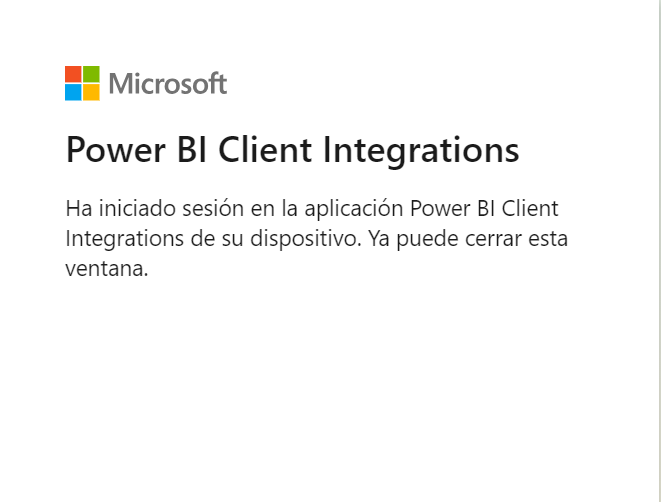 Microsoft
Power BI Client Integrations
Ha iniciado sesión en la aplicación Power BI Client
Integrations de su dispositivo. Ya puede cerrar esta
ventana.